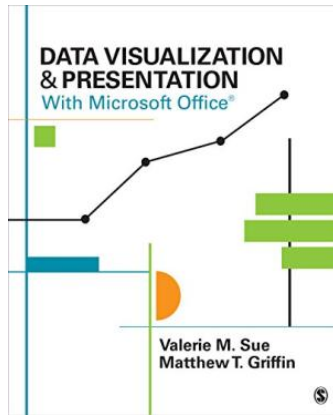 DATA VISUALIZATION
& PRESENTATION
With Microsoft Office®
Valerie M. Sue
Matthew T. Griffin
S